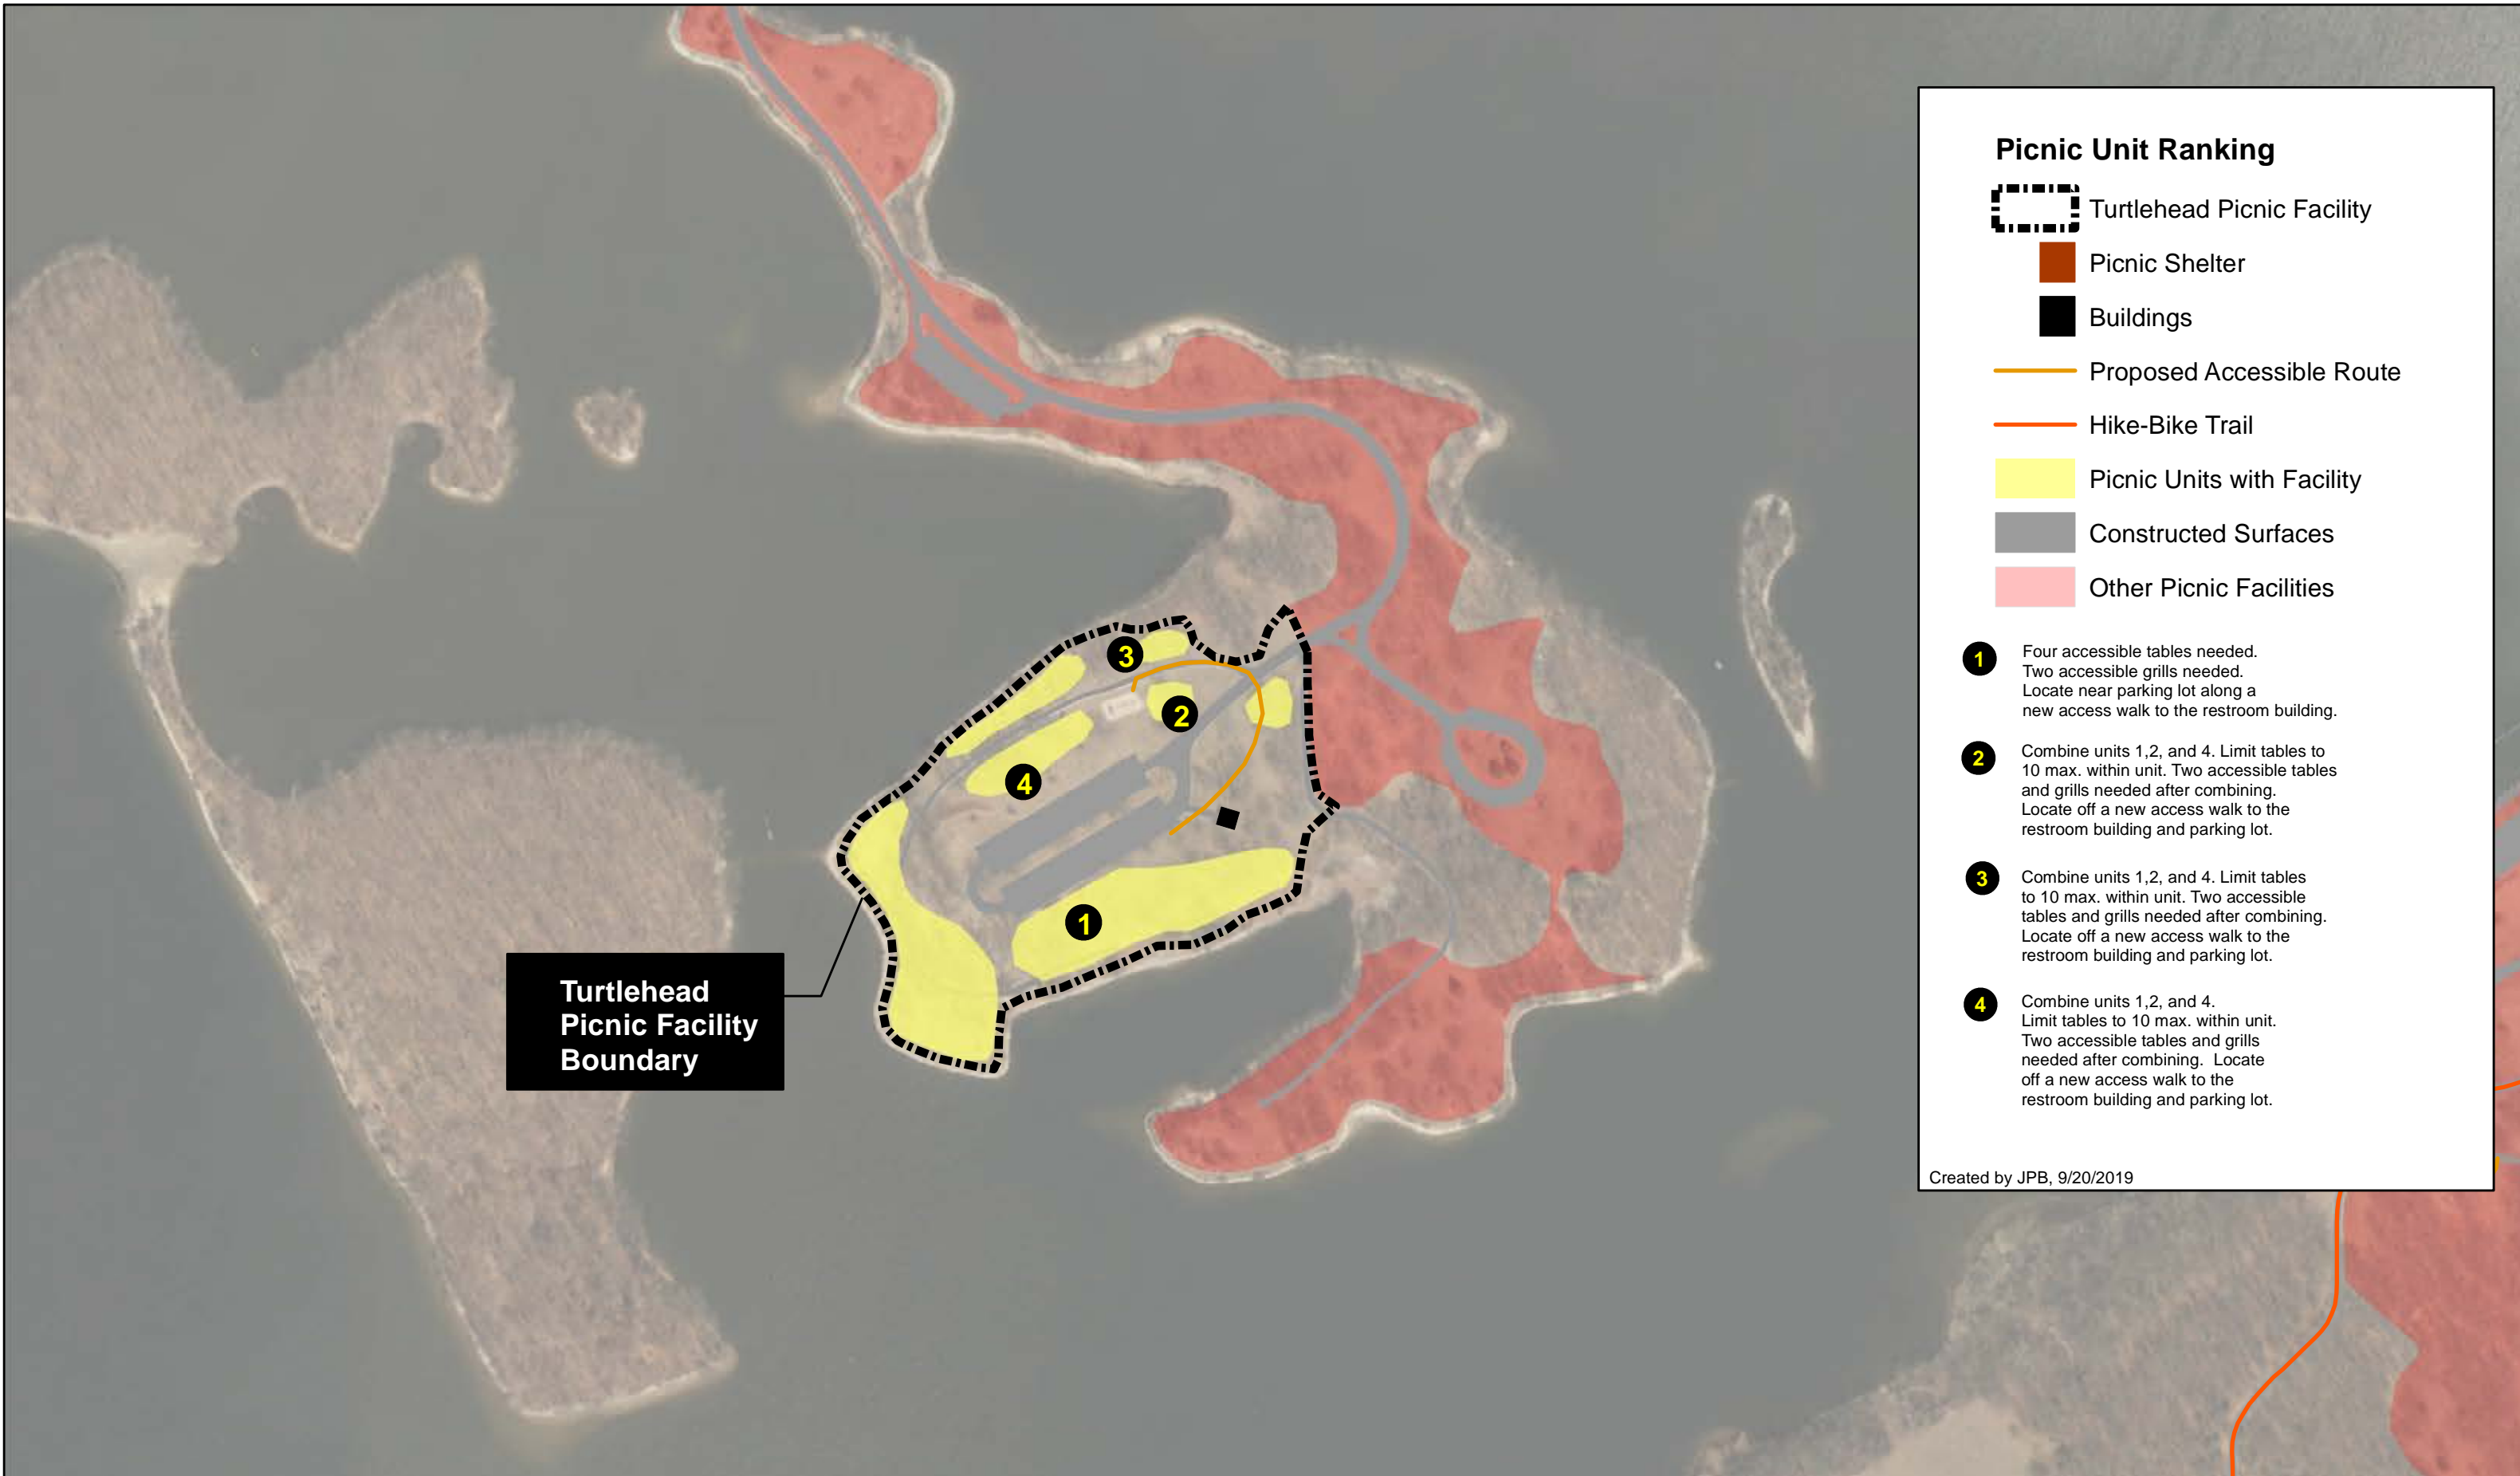 Picnic Unit Ranking
Turtlehead Picnic Facility
Picnic Shelter
Buildings
Proposed Accessible Route
Hike-Bike Trail
Picnic Units with Facility
Constructed Surfaces
Other Picnic Facilities
1
Four accessible tables needed.
Two accessible grills needed.
Locate near parking lot along a
new access walk to the restroom building.
2
Combine units 1,2, and 4. Limit tables to
10 max. within unit. Two accessible tables
and grills needed after combining.
Locate off a new access walk to the
restroom building and parking lot.
3
Combine units 1,2, and 4. Limit tables
to 10 max. within unit. Two accessible
tables and grills needed after combining.
Locate off a new access walk to the
restroom building and parking lot.
4
Combine units 1,2, and 4.
Limit tables to 10 max. within unit.
Two accessible tables and grills
needed after combining.  Locate
off a new access walk to the
restroom building and parking lot.
Created by JPB, 9/20/2019
3
2
4
1
Turtlehead
Picnic Facility
Boundary